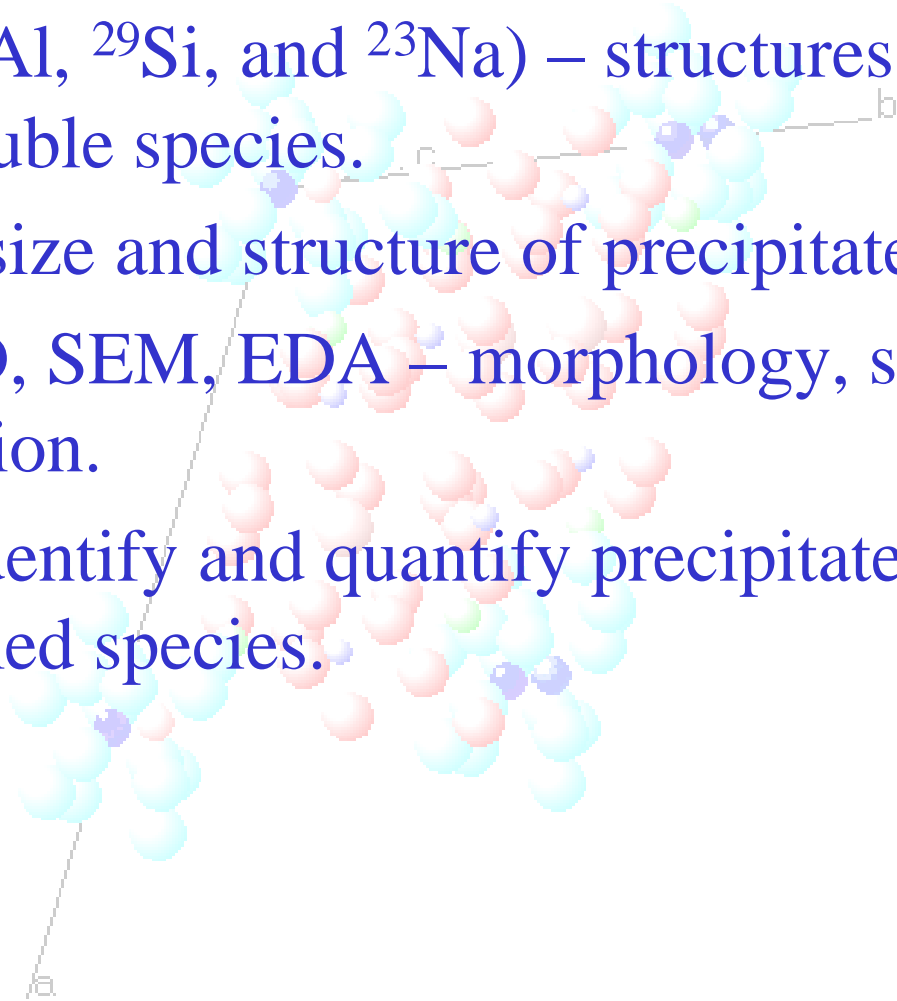 Al, ²⁹Si, and ²³Na) – structures
uble species.
size and structure of precipitate
D, SEM, EDA – morphology, s
ion.
entify and quantify precipitate
ed species.
b
c
a